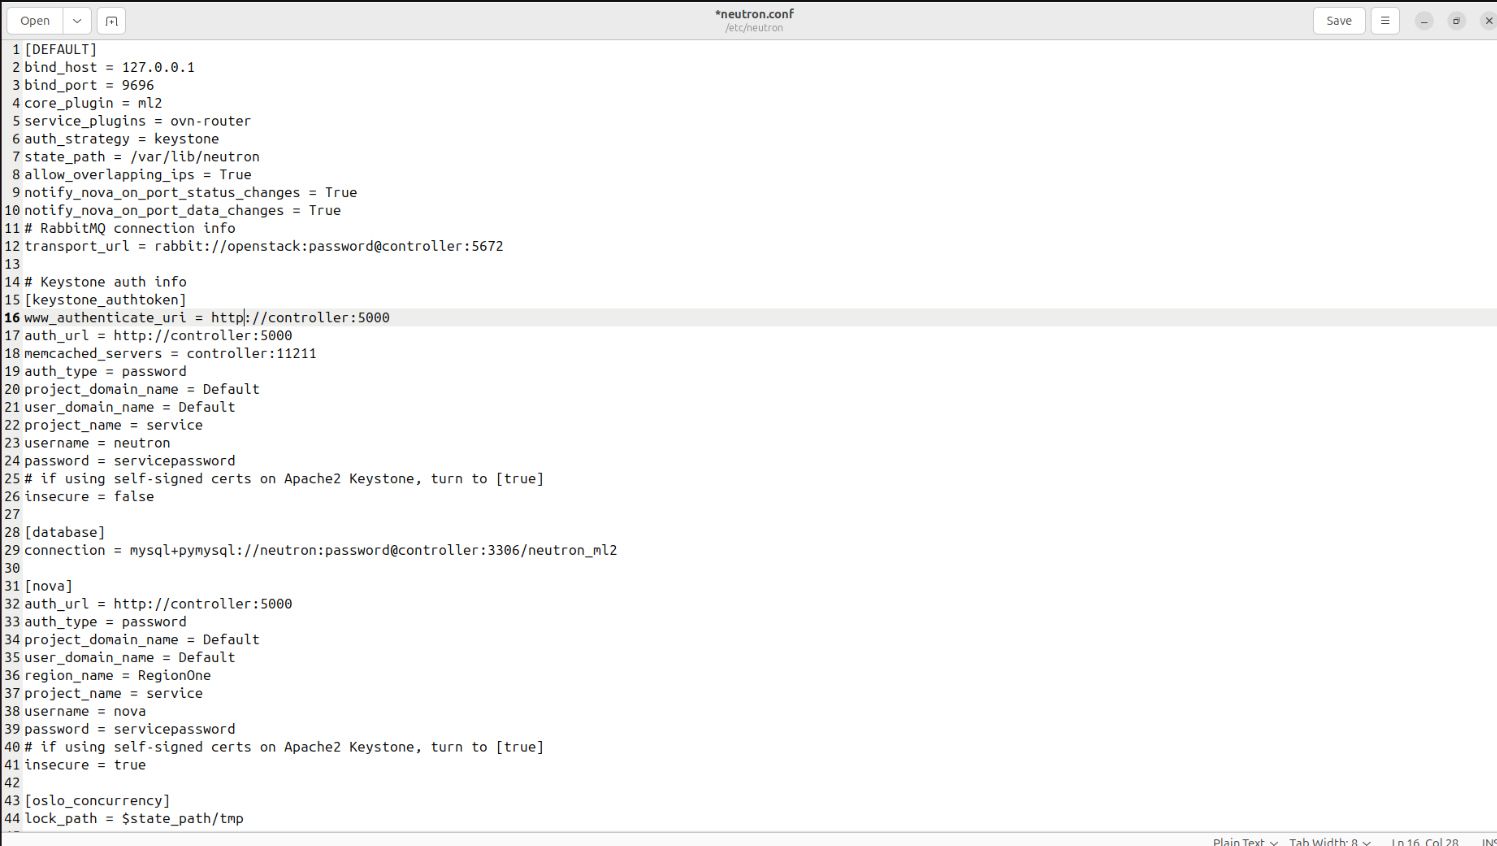 Open
*neutron.conf
/etc/neutron
Save
1 [DEFAULT]
2 bind_host = 127.0.0.1
3 bind_port = 9696
4 core_plugin = ml2
5 service_plugins = ovn-router
6 auth_strategy = keystone
7 state_path = /var/lib/neutron
8 allow_overlapping_ips = True
9 notify_nova_on_port_status_changes = True
10 notify_nova_on_port_data_changes = True
11 # RabbitMQ connection info
12 transport_url = rabbit://openstack:password@controller:5672
13
14 # Keystone auth info
15 [keystone_authtoken]
16 www_authenticate_uri = http://controller:5000
17 auth_url = http://controller:5000
18 memcached_servers = controller:11211
19 auth_type = password
20 project_domain_name = Default
21 user_domain_name = Default
22 project_name = service
23 username = neutron
24 password = servicepassword
25 # if using self-signed certs on Apache2 Keystone, turn to [true]
26 insecure = false
27
28 [database]
29 connection = mysql+pymysql://neutron:password@controller:3306/neutron_ml2
30
31 [nova]
32 auth_url = http://controller:5000
33 auth_type = password
34 project_domain_name = Default
35 user_domain_name = Default
36 region_name = RegionOne
37 project_name = service
38 username = nova
39 password = servicepassword
40 # if using self-signed certs on Apache2 Keystone, turn to [true]
41 insecure = true
42
43 [oslo_concurrency]
44 lock_path = $state_path/tmp
Plain Text Tab Width: 8 Ln 16, Col 28 INS